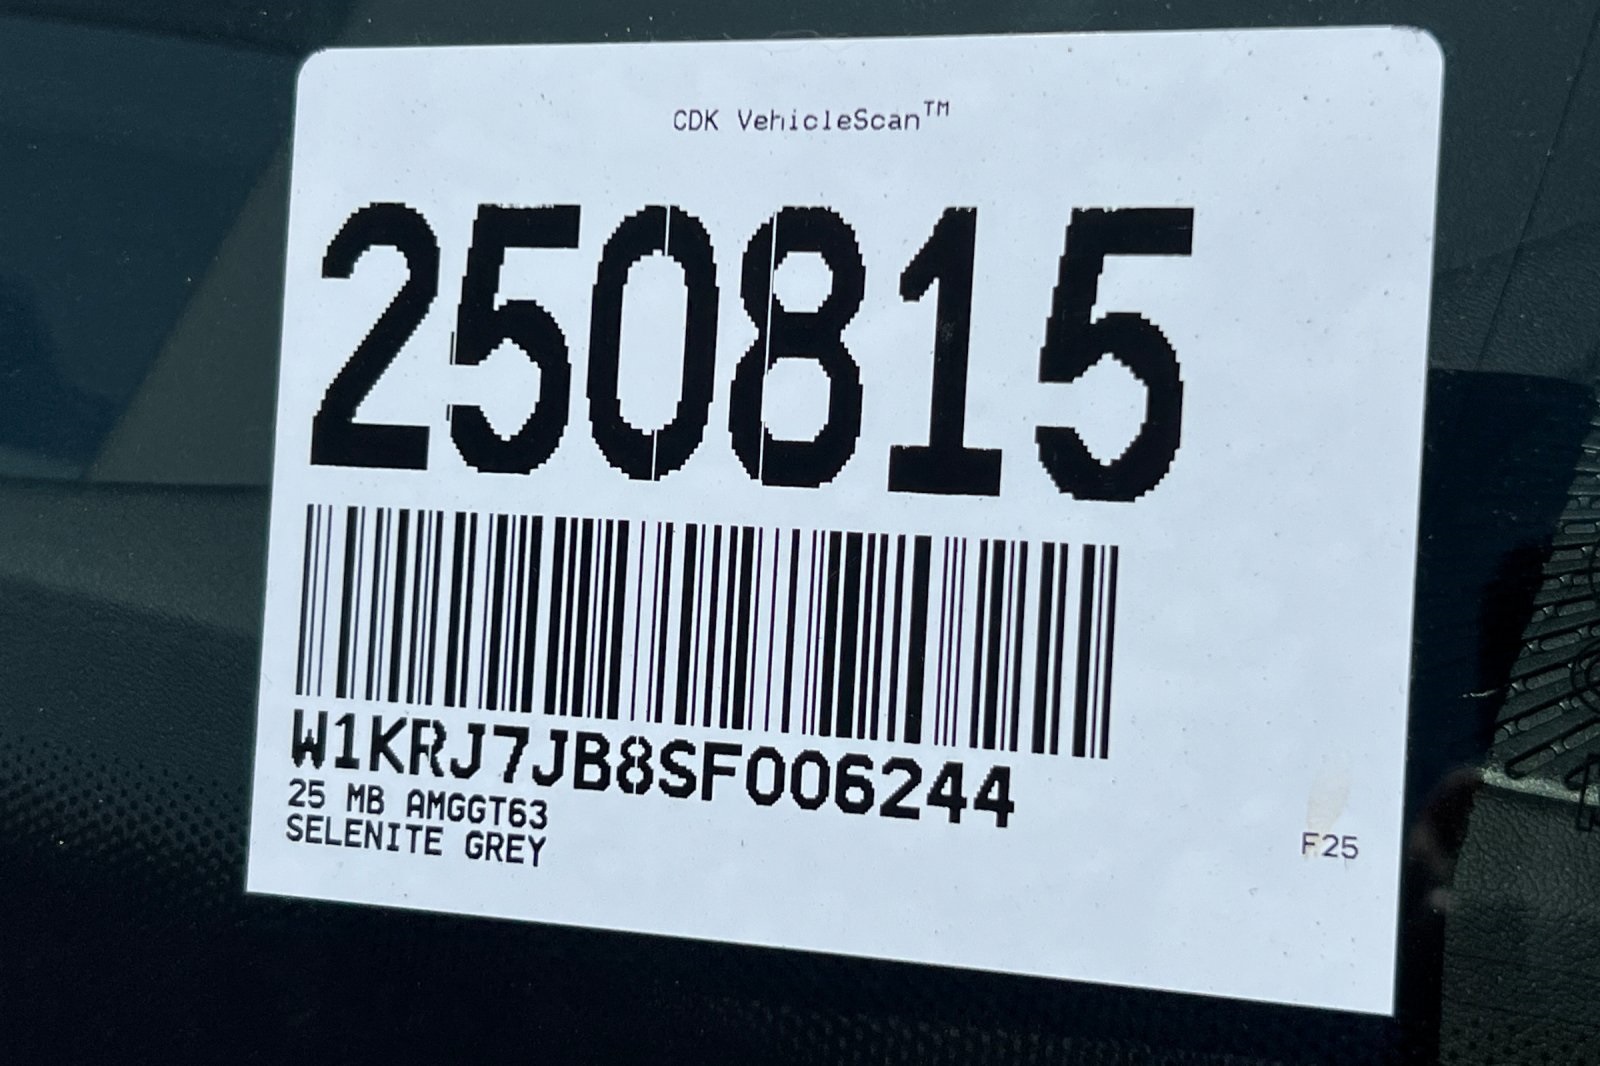 CDK VehicleScan™
250815
W1KRJ7JB8SF006244
25 MB AMGGT63
SELENITE GREY
F25